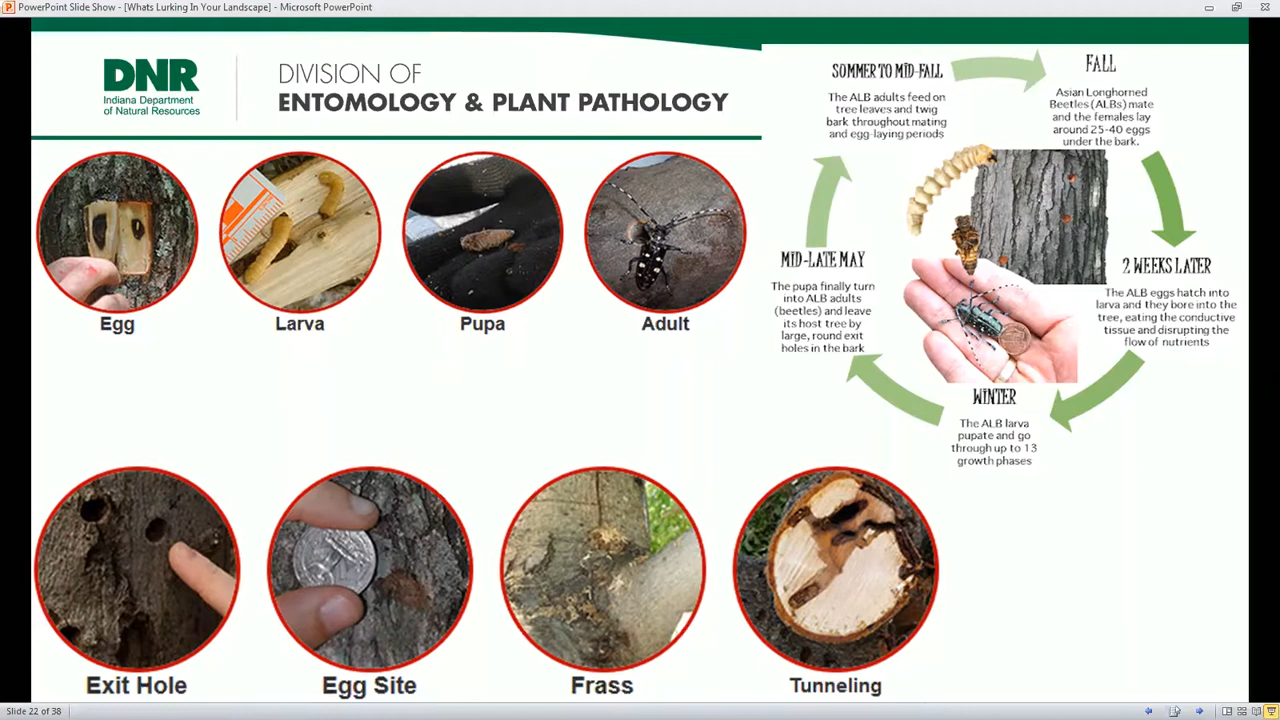 PowerPoint Slide Show - [Whats Lurking In Your Landscape] - Microsoft PowerPoint
DNR
Indiana Department
of Natural Resources
DIVISION OF
ENTOMOLOGY & PLANT PATHOLOGY
Egg
Larva
Pupa
Adult
SUMMER TO MID-FALL
The ALB adults feed on
tree leaves and twig
bark throughout mating
and egg-laying periods
FALL
Asian Longhorned
Beetles (ALBs) mate
and the females lay
around 25-40 eggs
under the bark.
2 WEEKS LATER
The ALB eggs hatch into
larva and they bore into the
tree, eating the conductive
tissue and disrupting the
flow of nutrients
WINTER
The ALB larva
pupate and go
through up to 13
growth phases
MID-LATE MAY
The pupa finally turn
into ALB adults
(beetles) and leave
its host tree by
large, round exit
holes in the bark
Exit Hole
Egg Site
Frass
Tunneling
Slide 22 of 38